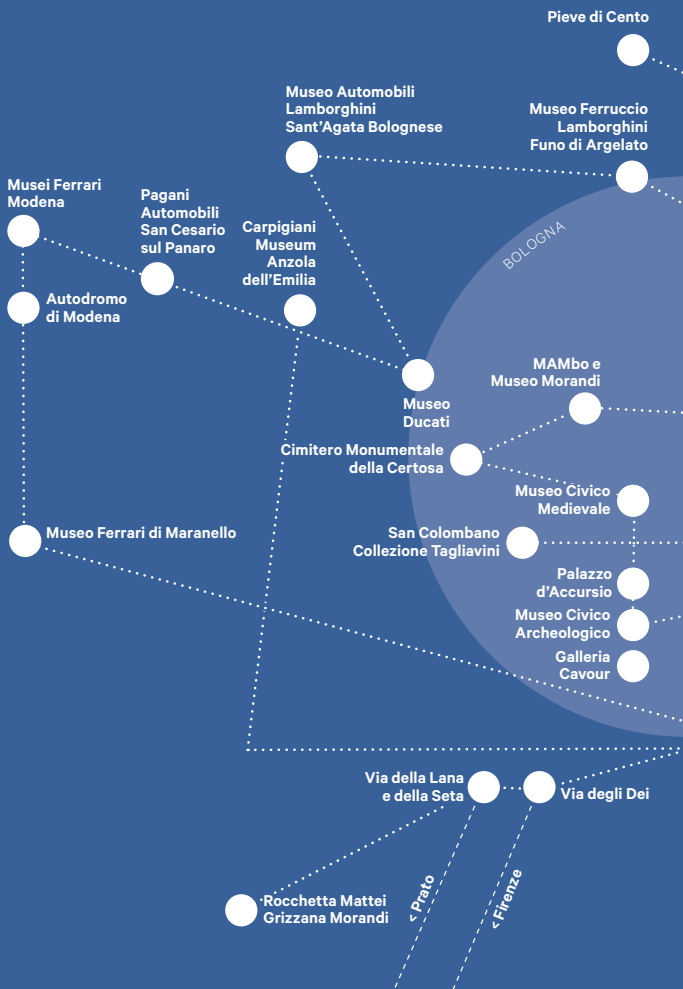 Pieve di Cento
Museo Automobili
Lamborghini
Sant'Agata Bolognese
Museo Ferruccio
Lamborghini
Funo di Argelato
Musei Ferrari
Modena
Pagani
Automobili
San Cesario
sul Panaro
Carpigiani
Museum
Anzola
dell'Emilia
BOLOGNA
Autodromo
di Modena
MAMbo e
Museo Morandi
Museo
Ducati
Cimitero Monumentale
della Certosa
Museo Civico
Medievale
Museo Ferrari di Maranello
San Colombano
Collezione Tagliavini
Palazzo
d'Accursio
Museo Civico
Archeologico
Galleria
Cavour
Via della Lana
e della Seta
Via degli Dei
Rocchetta Mattei
Grizzana Morandi
< Prato
< Firenze